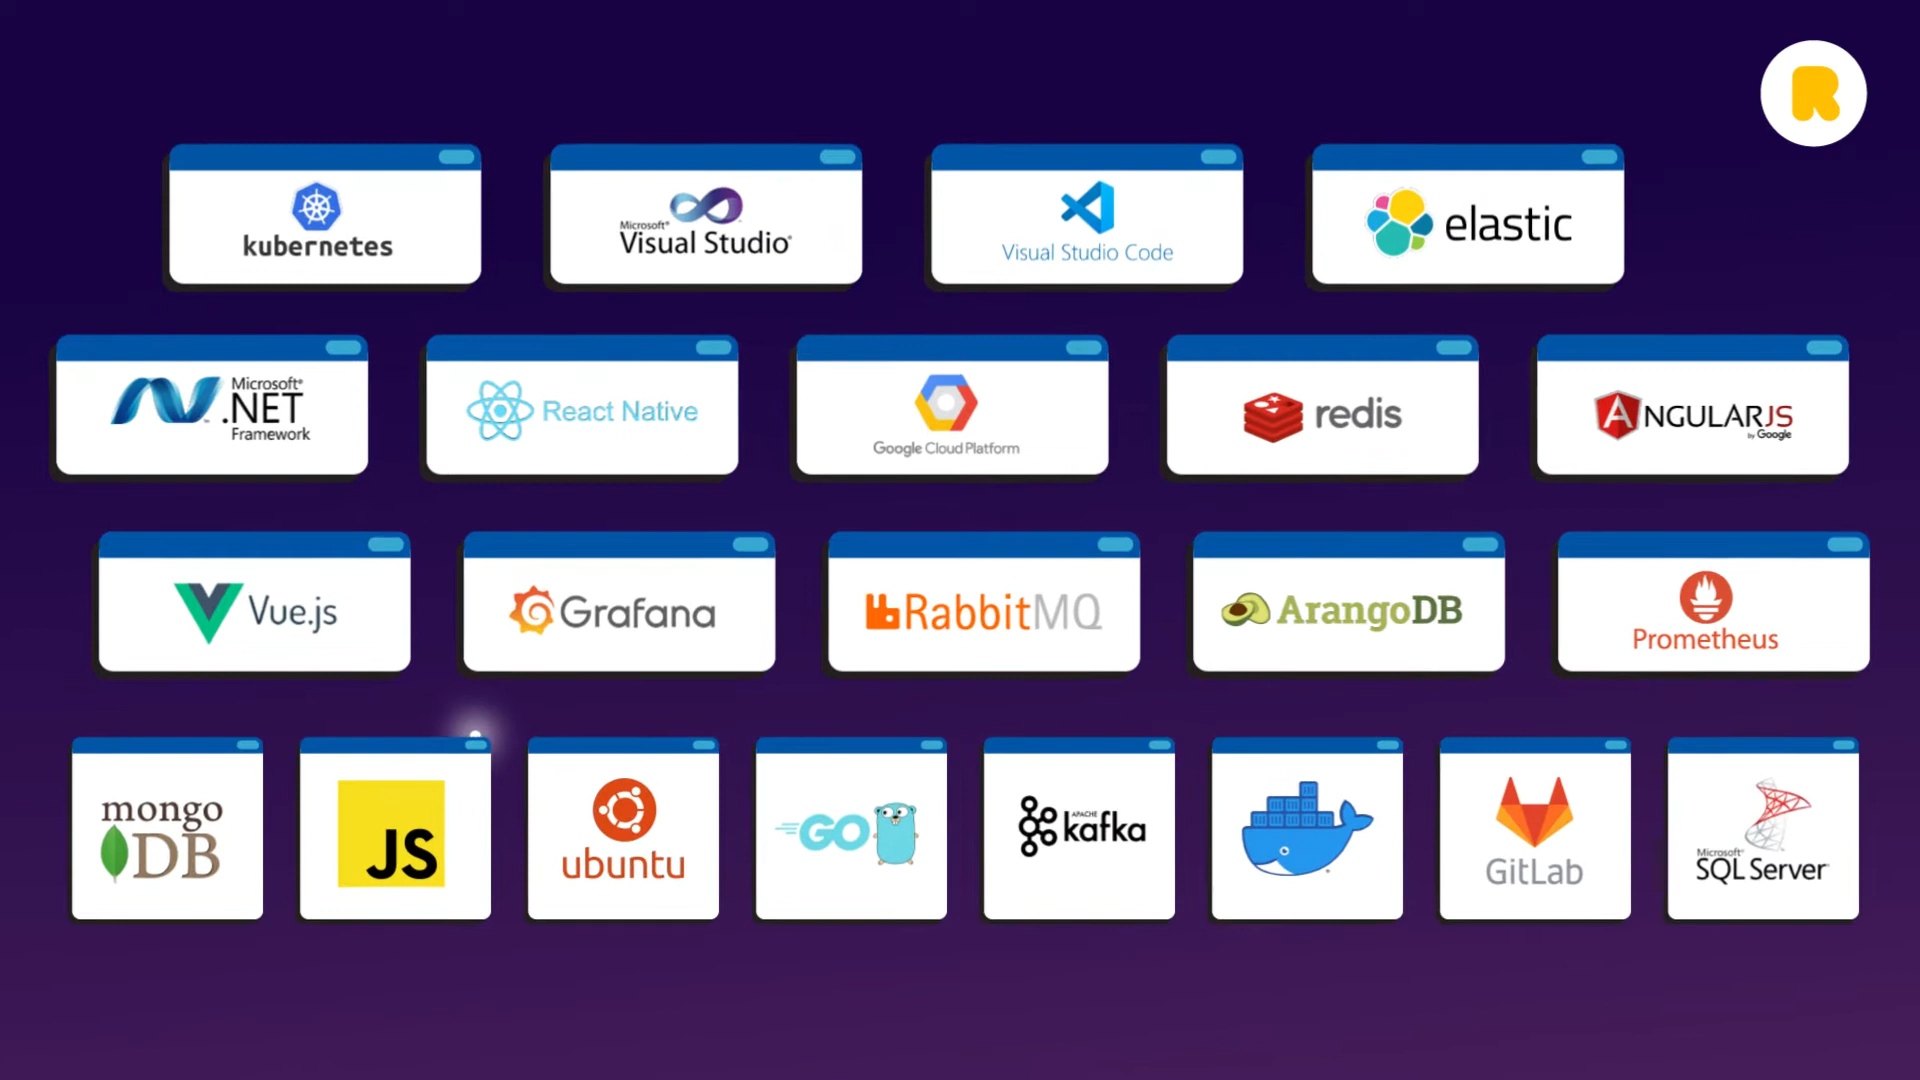 R
kubernetes
Microsoft®
Visual Studio®
Visual Studio Code
elastic
Microsoft®
.NET
Framework
React Native
Google Cloud Platform
redis
ANGULARJS
by Google
Vue.js
Grafana
RabbitMQ
ArangoDB
Prometheus
mongo
DB
JS
ubuntu
GO
APACHE
kafka
GitLab
Microsoft®
SQL Server